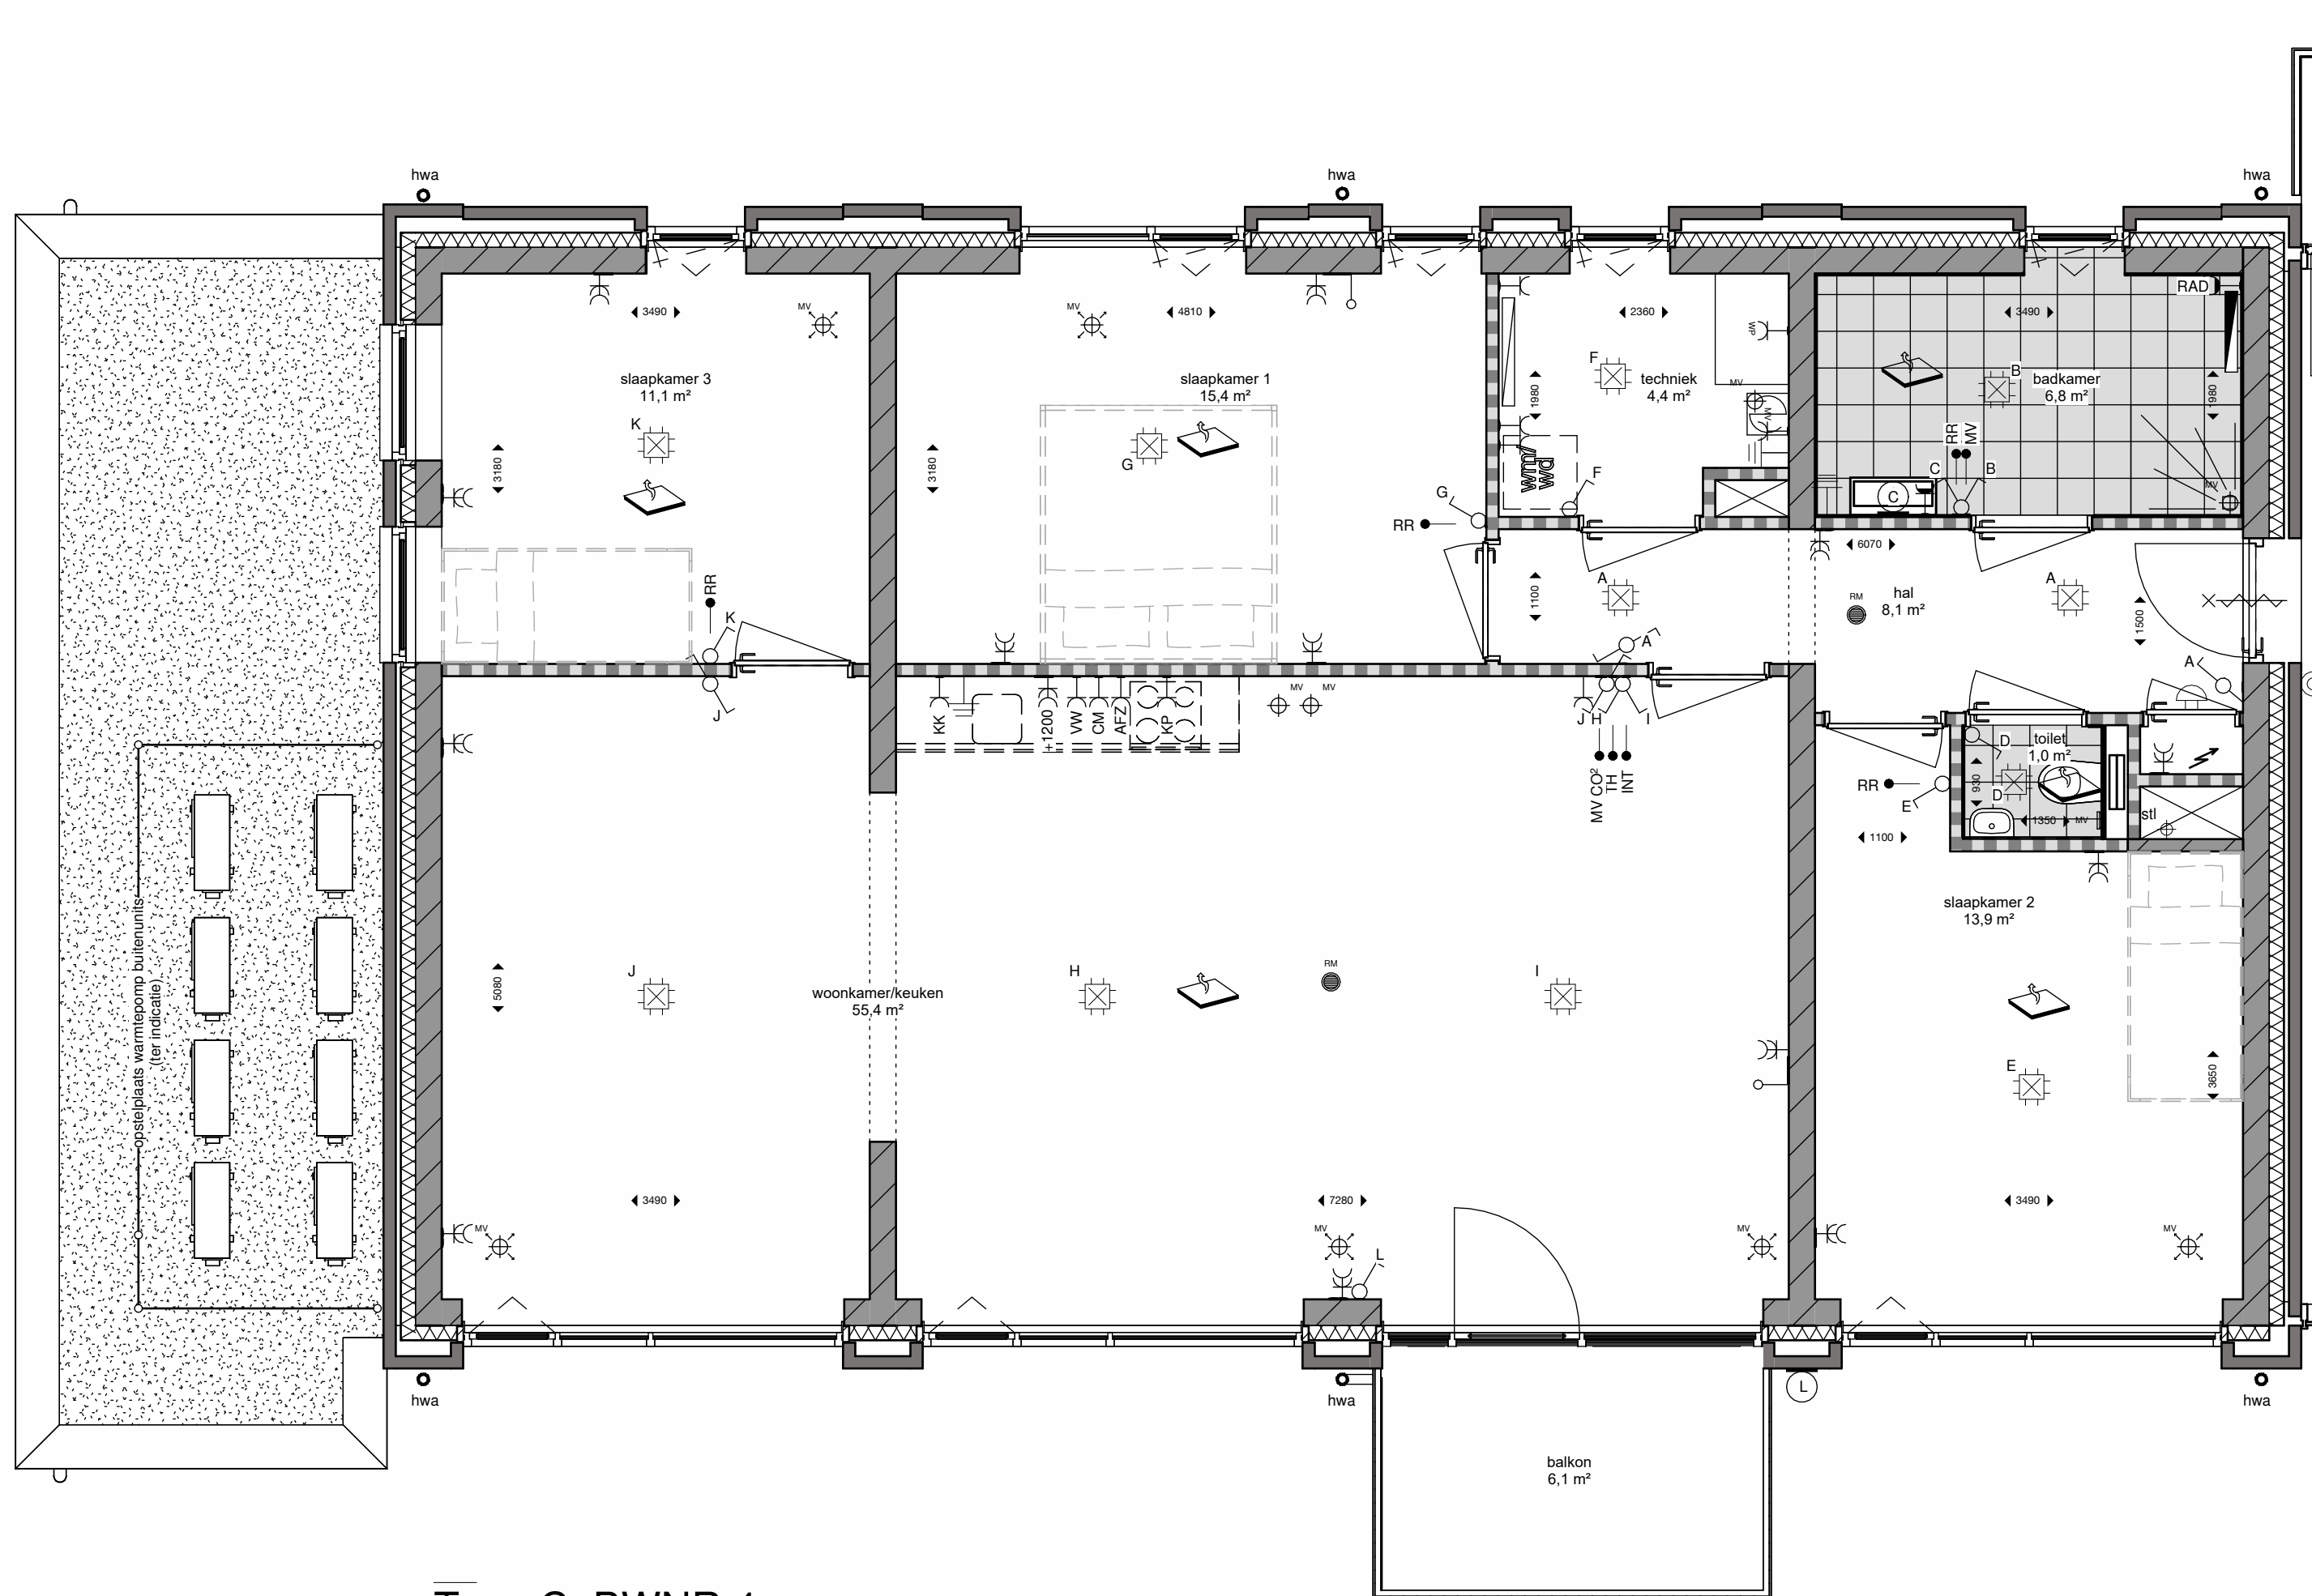 hwa
hwa
hwa
3490
MV
MV
4810
2360
WP
3490
RAD
slaapkamer 3
11,1 m²
K
3180
slaapkamer 1
15,4 m²
G
3180
F
techniek
4,4 m²
1980
MV
MV
wm/
wd
F
B
badkamer
6,8 m²
1980
RR
MV
C
B
C
MV
G
RR
6070
RR
K
A
1100
RM
hal
8,1 m²
A
1500
A
A
J
KK
+1200
VW
CM
AFZ
KP
MV
MV
J
H
I
MV CO²
TH
INT
D
toilet
1,0 m²
930
D
1350
MV
stl
RR
E
1100
slaapkamer 2
13,9 m²
opstelplaats warmtepomp buitenunits
(ter indicatie)
J
5080
woonkamer/keuken
55,4 m²
H
RM
I
E
3650
3490
7280
3490
MV
MV
MV
MV
L
hwa
hwa
L
hwa
balkon
6,1 m²